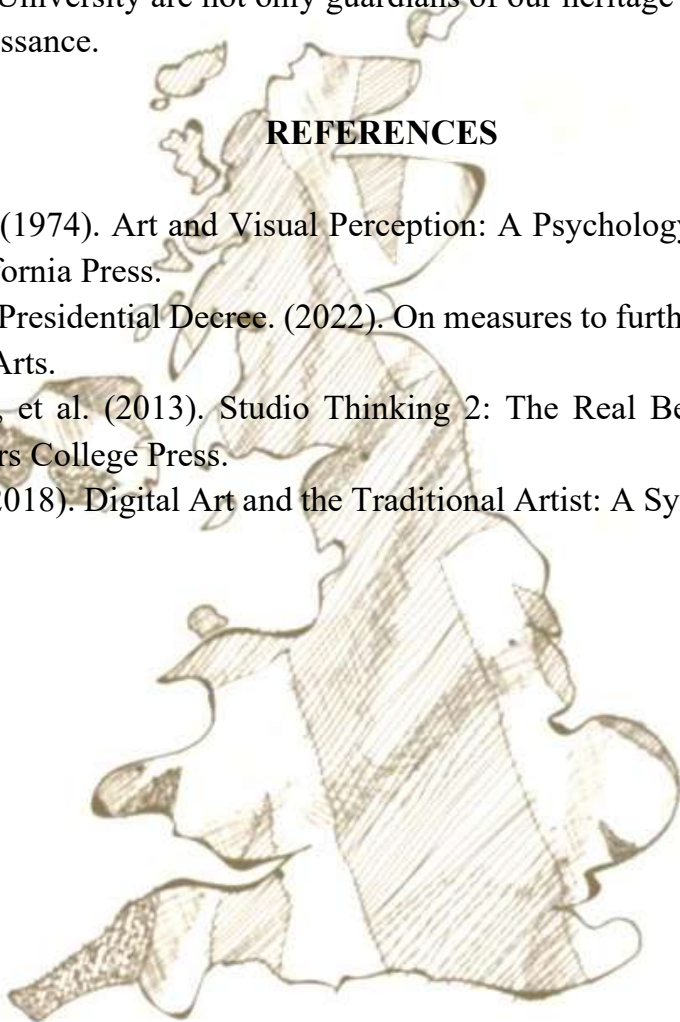 University are not only guardians of our heritage
ssance.
REFERENCES
(1974). Art and Visual Perception: A Psychology
fornia Press.
Presidential Decree. (2022). On measures to furth
Arts.
, et al. (2013). Studio Thinking 2: The Real Be
rs College Press.
2018). Digital Art and the Traditional Artist: A Sy